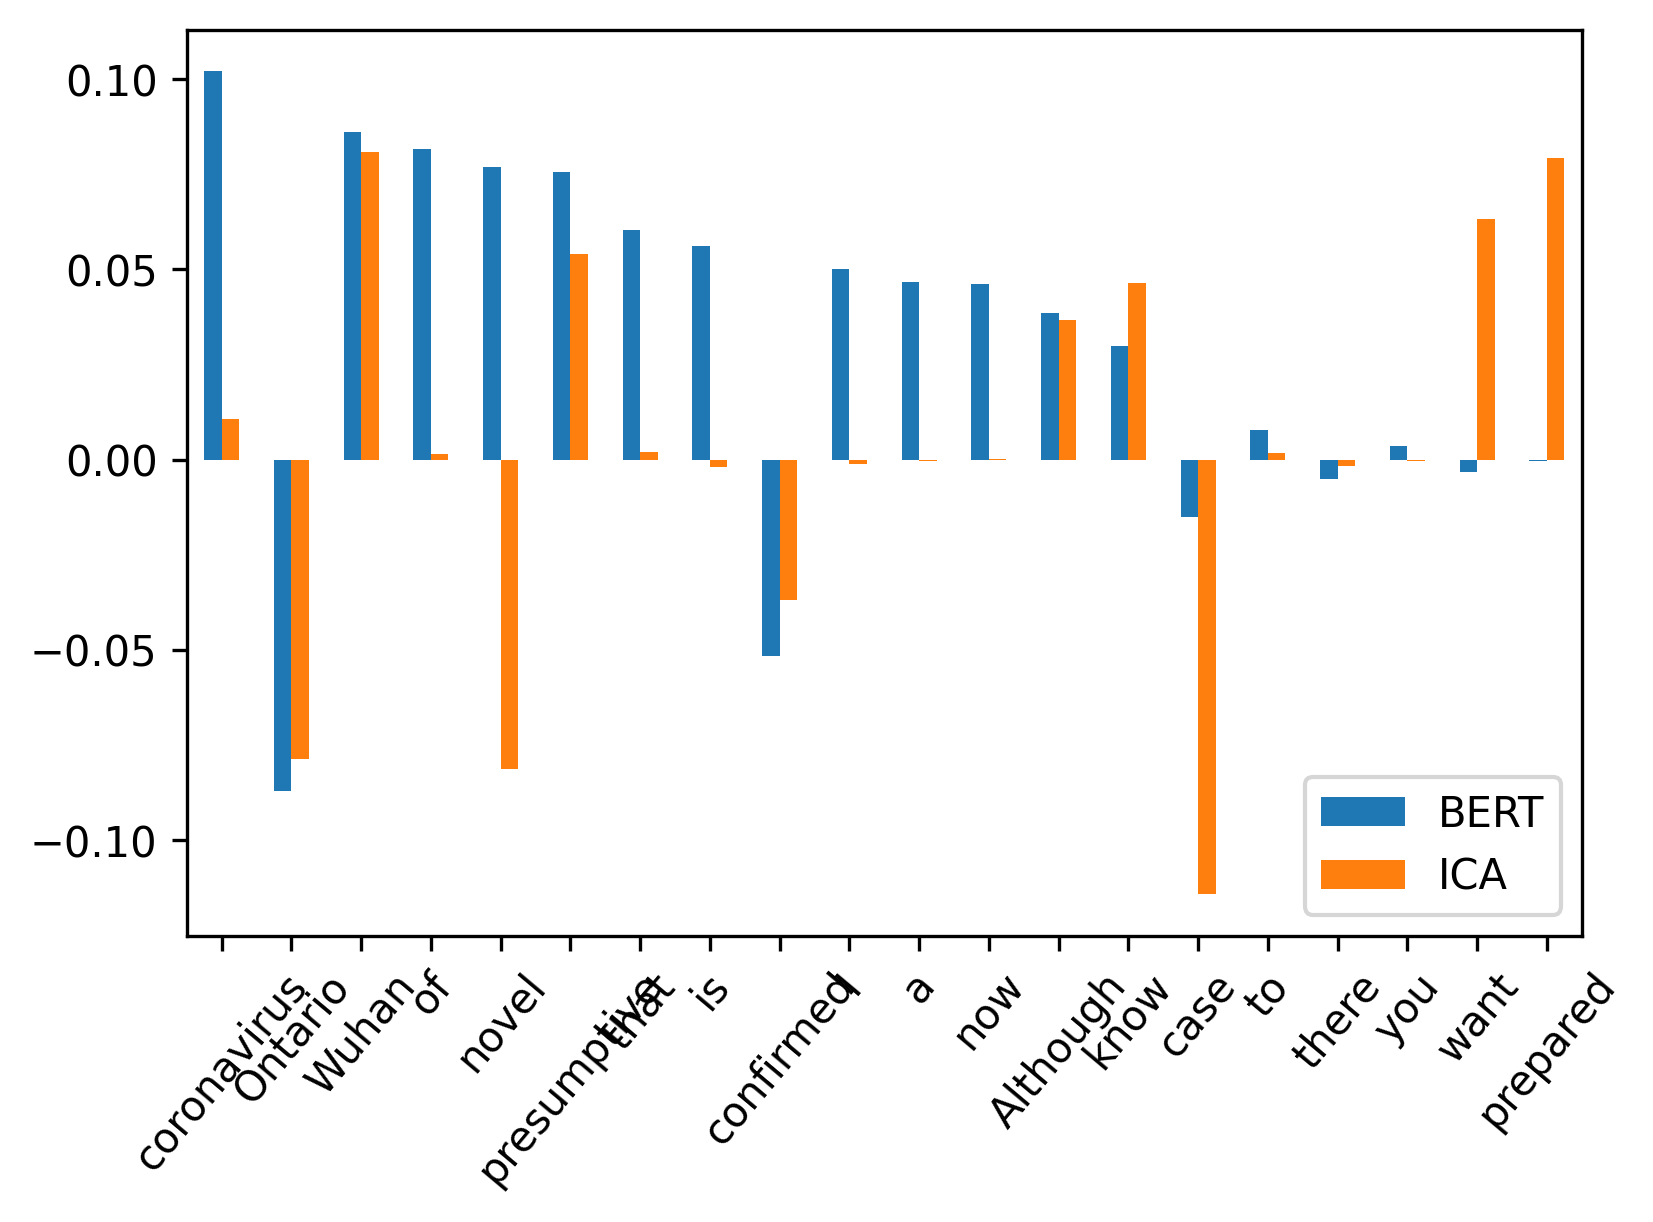 0.10
0.05
0.00
−0.05
−0.10
BERT
ICA
coronavirus
Ontario
Wuhan
of
novel
presumptive
that
is
confirmed
I
a
now
Although
know
case
to
there
you
want
prepared